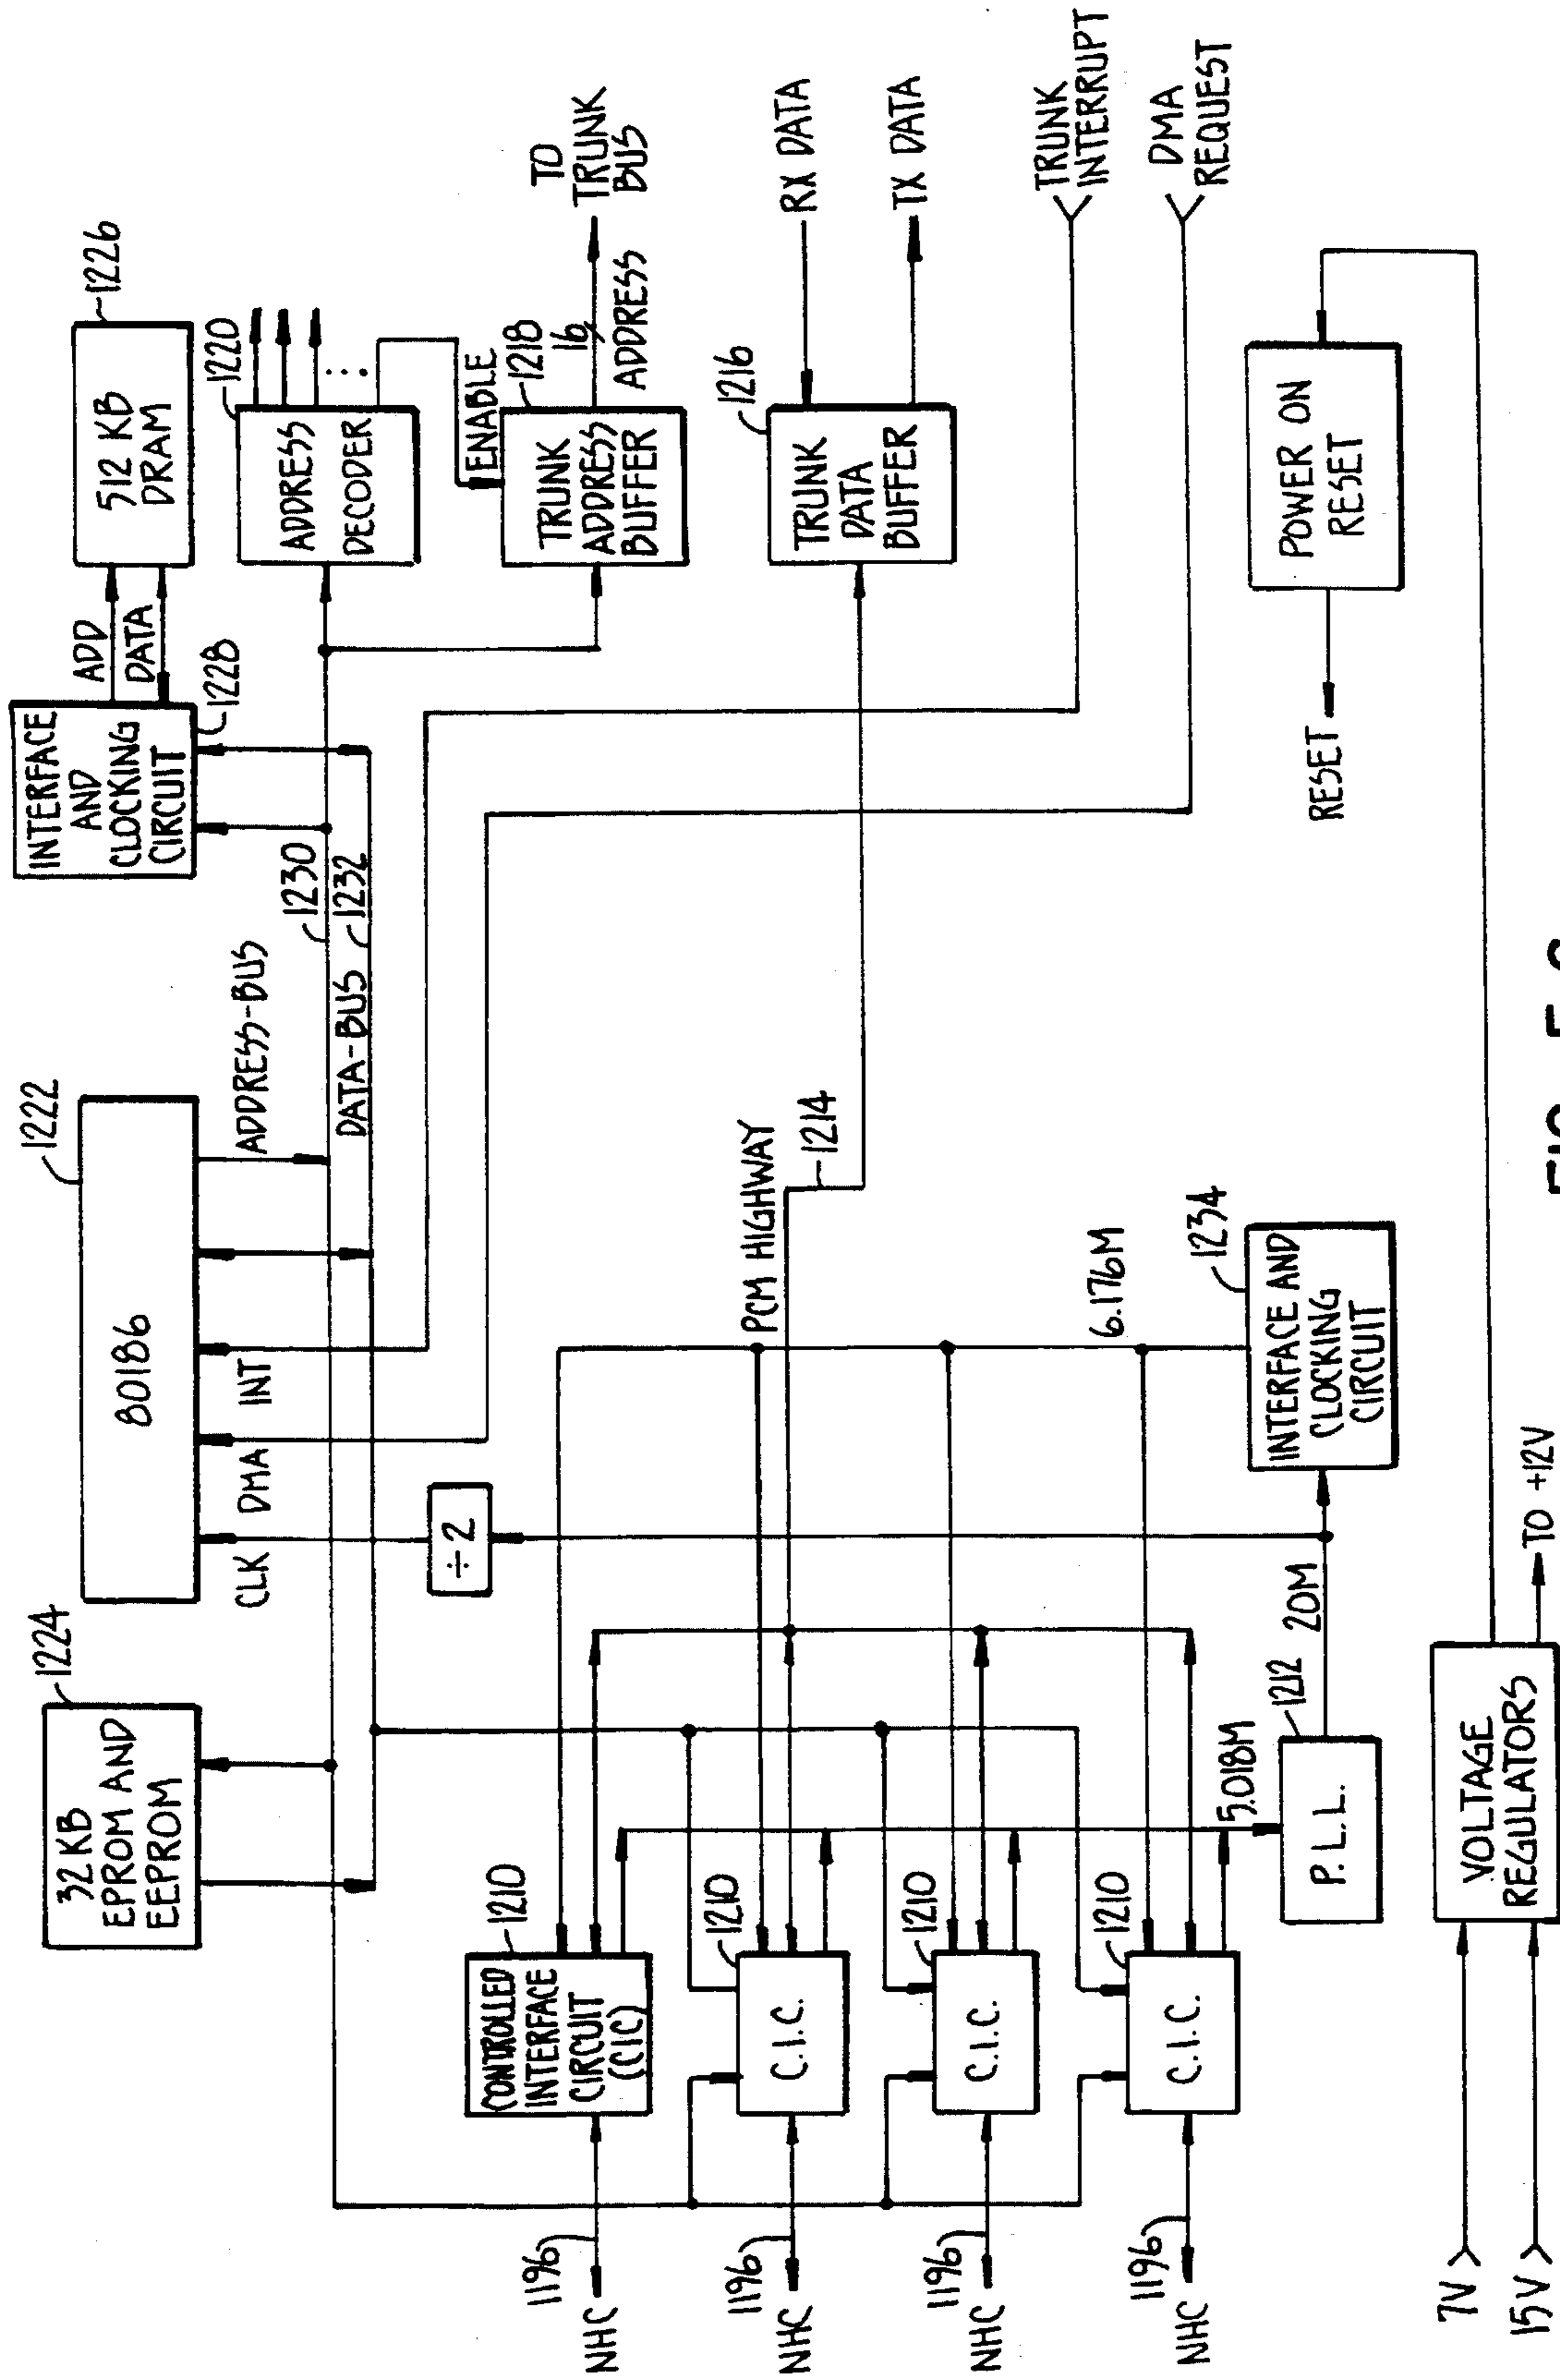 1224
32 KB
EPROM AND
EEPROM
1222
80186
CLK
DMA
INT
ADDRESS-BUS
DATA-BUS
1230
1232
INTERFACE
AND
CLOCKING
CIRCUIT
1228
ADD
DATA
1226
512 KB
DRAM
1220
ADDRESS
DECODER
ENABLE
1218
TRUNK
ADDRESS
BUFFER
16
ADDRESS
TO
TRUNK
BUS
1216
TRUNK
DATA
BUFFER
RX DATA
TX DATA
TRUNK
INTERRUPT
DMA
REQUEST
÷2
PCM HIGHWAY
1214
6.176M
1234
INTERFACE AND
CLOCKING
CIRCUIT
1210
CONTROLLED
INTERFACE
CIRCUIT
(CIC)
1196
NHC
1210
C.I.C.
1196
NHC
1210
C.I.C.
1196
NHC
1210
C.I.C.
1196
NHC
5.018M
1212
20M
P.L.L.
7V
15V
VOLTAGE
REGULATORS
TO +12V
RESET
POWER ON
RESET